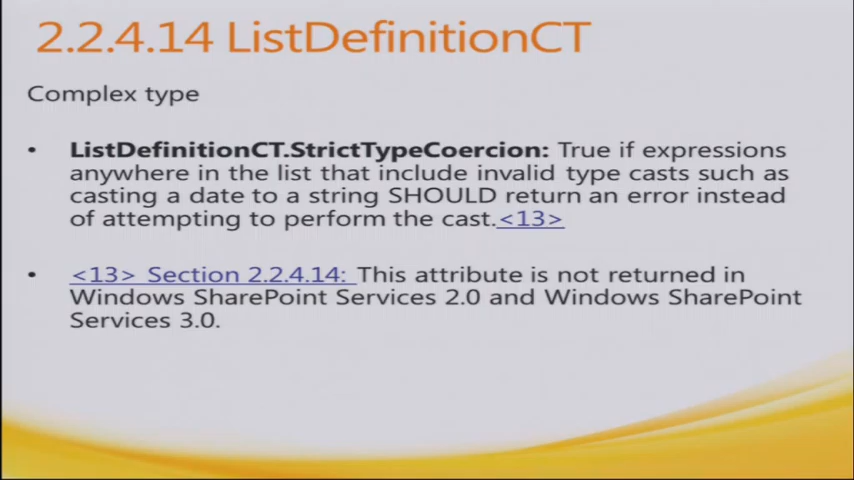 2.2.4.14 ListDefinitionCT
Complex type
• ListDefinitionCT.StrictTypeCoercion: True if expressions
anywhere in the list that include invalid type casts such as
casting a date to a string SHOULD return an error instead
of attempting to perform the cast.<13>
• <13> Section 2.2.4.14: This attribute is not returned in
Windows SharePoint Services 2.0 and Windows SharePoint
Services 3.0.